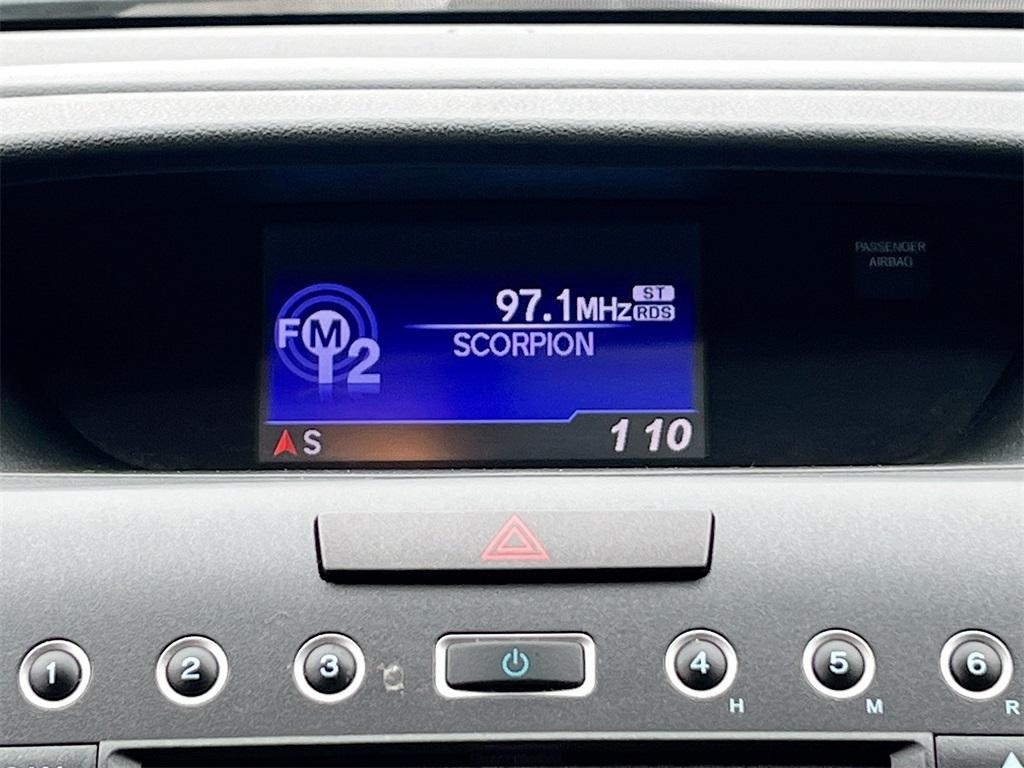 PASSENGER
AIRBAG
97.1MHz ST
RDS
FM
2
SCORPION
S
1 10
1 2 3 4 5 6
H M R